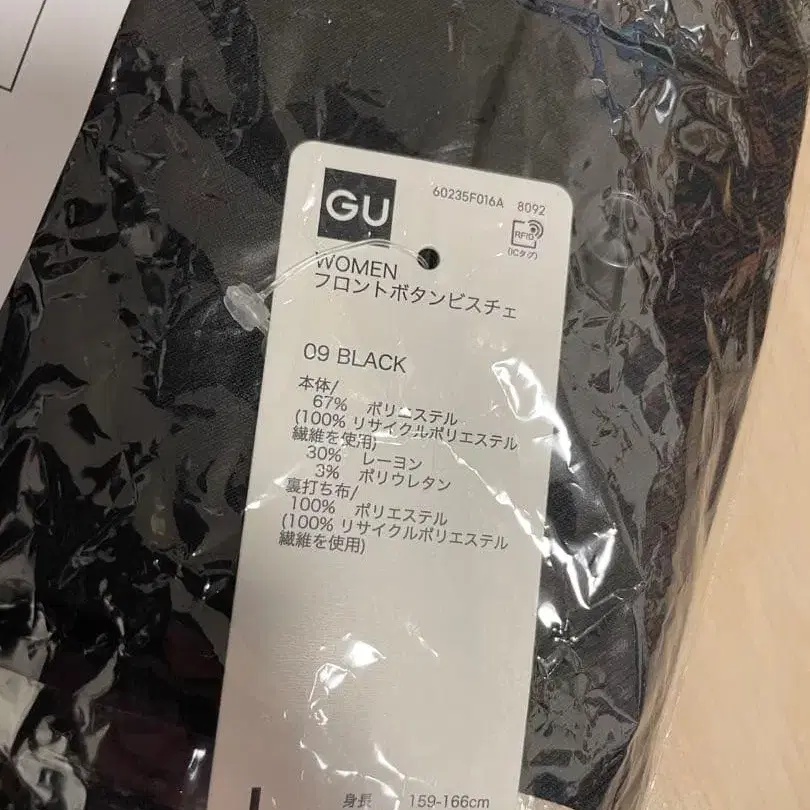 GU
60235F016A 8092
RFID
(ICタグ)
WOMEN
フロントボタンビスチェ
09 BLACK
本体/
67% ポリエステル
(100% リサイクルポリエステル
繊維を使用)
30% レーヨン
3% ポリウレタン
裏打ち布/
100% ポリエステル
(100% リサイクルポリエステル
繊維を使用)
身長 159-166cm